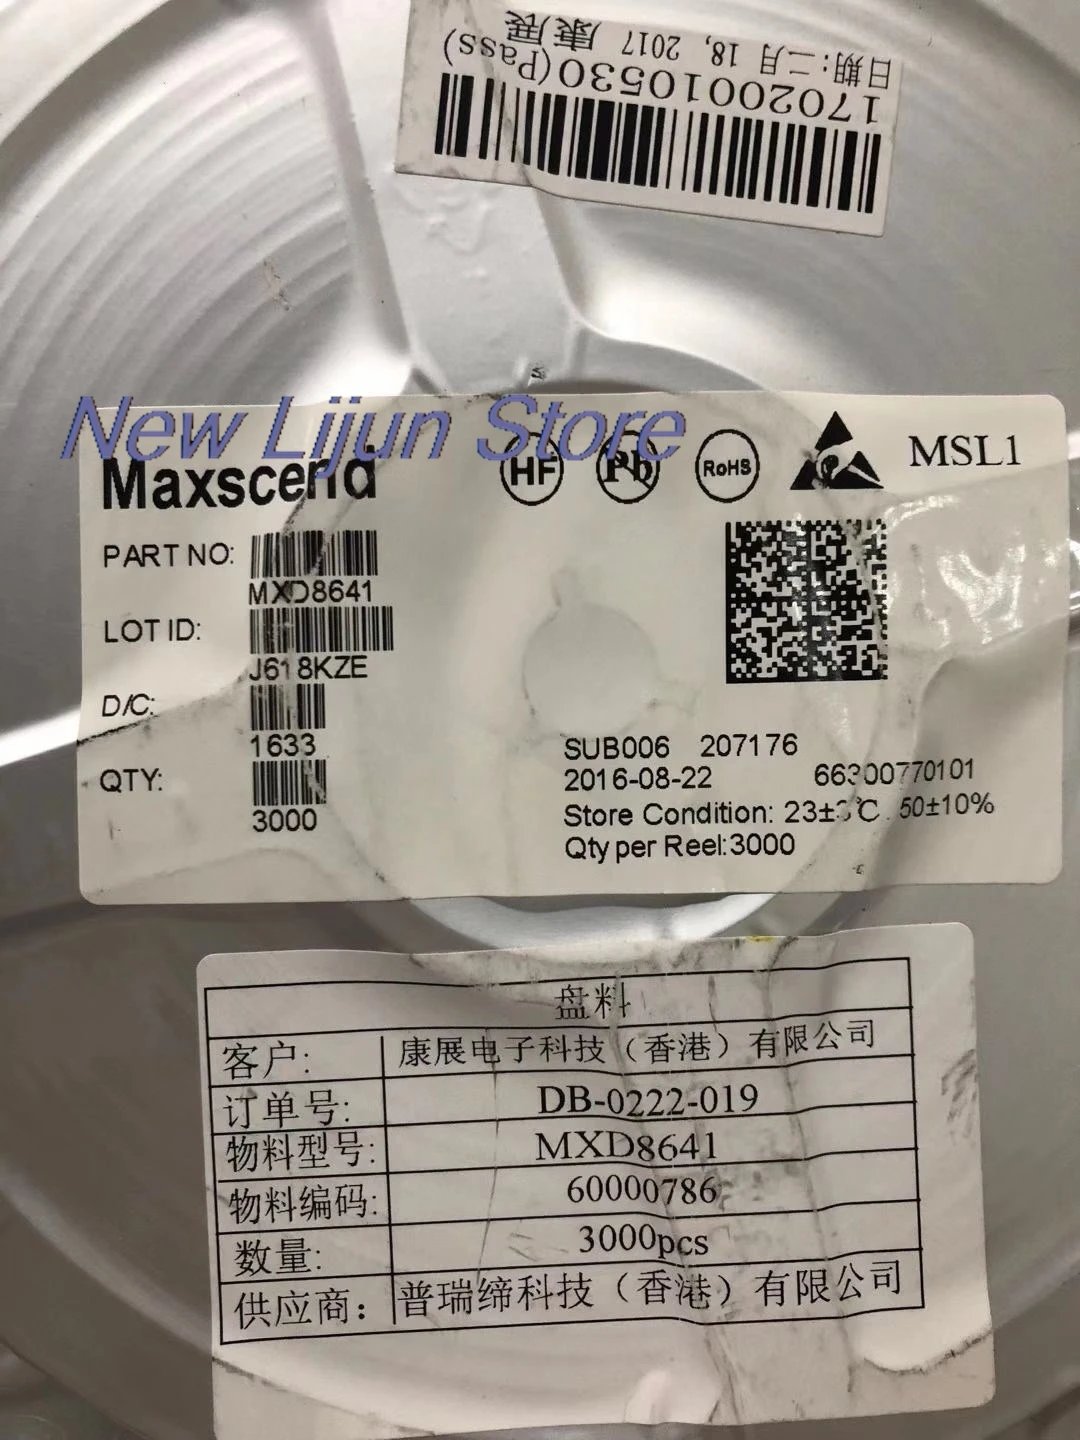 康展
日期:二月 18, 2017
17020010530(Pass)
New Lijun Store
Maxscend
HF
Pb
RoHS
MSL1
PART NO:
MXD8641
LOT ID:
J618KZE
D/C:
1633
QTY:
3000
SUB006 207176
2016-08-22 66300770101
Store Condition: 23±3℃ 50±10%
Qty per Reel:3000
盘料
客户: 康展电子科技（香港）有限公司
订单号: DB-0222-019
物料型号: MXD8641
物料编码: 60000786
数量: 3000pcs
供应商: 普瑞缔科技（香港）有限公司